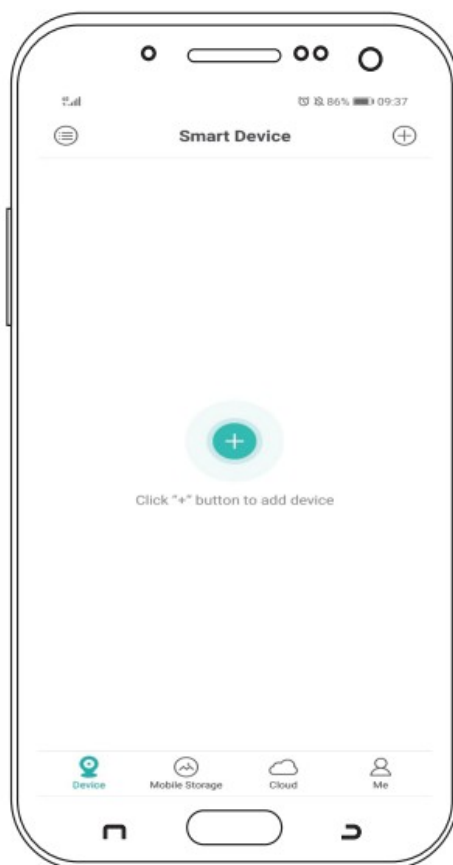 86% 09:37
Smart Device
Click "+" button to add device
Device Mobile Storage Cloud Me